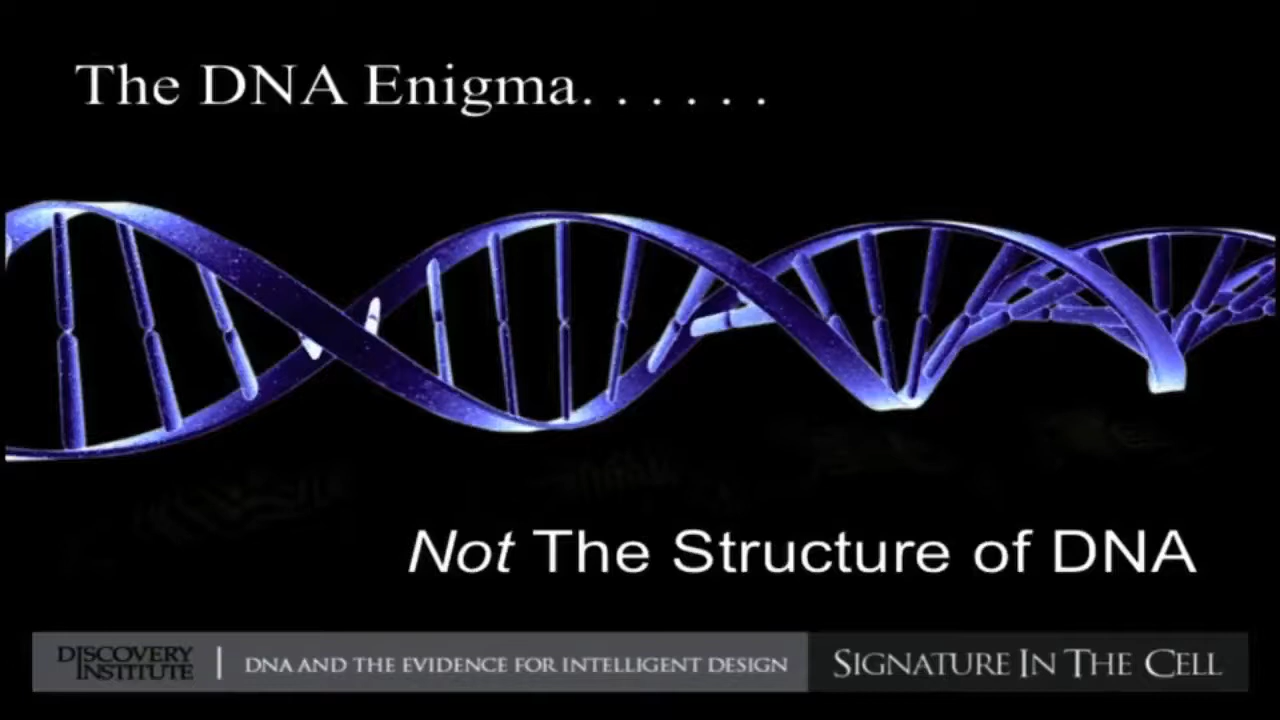 The DNA Enigma. . . . . .
Not The Structure of DNA
DISCOVERY
INSTITUTE
DNA AND THE EVIDENCE FOR INTELLIGENT DESIGN
SIGNATURE IN THE CELL